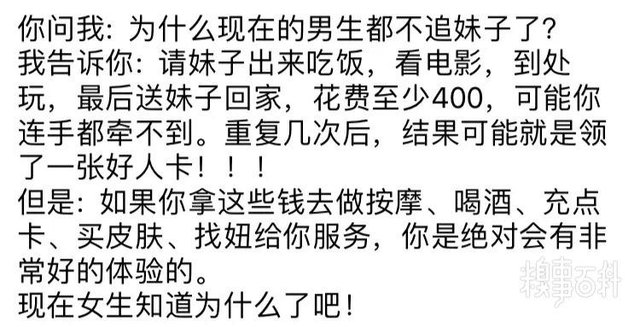 你问我: 为什么现在的男生都不追妹子了?
我告诉你: 请妹子出来吃饭，看电影，到处
玩，最后送妹子回家，花费至少400，可能你
连手都牵不到。重复几次后，结果可能就是领
了一张好人卡！！！
但是: 如果你拿这些钱去做按摩、喝酒、充点
卡、买皮肤、找妞给你服务，你是绝对会有非
常好的体验的。
现在女生知道为什么了吧！
糗事百科